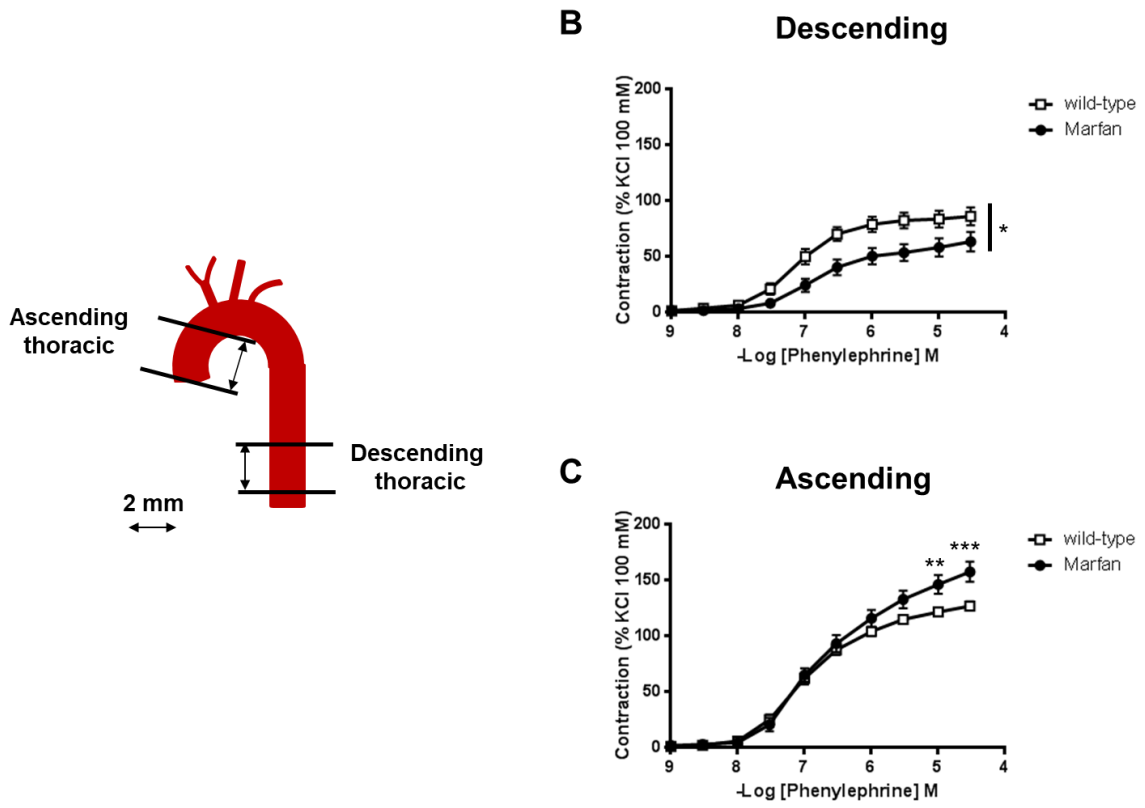 Ascending
thoracic
Descending
thoracic
2 mm
B
Descending
Contraction (% KCl 100 mM)
200
150
100
50
0
9
8
7
6
5
4
-Log [Phenylephrine] M
wild-type
Marfan
*
C
Ascending
Contraction (% KCl 100 mM)
200
150
100
50
0
9
8
7
6
5
4
-Log [Phenylephrine] M
wild-type
Marfan
**
***